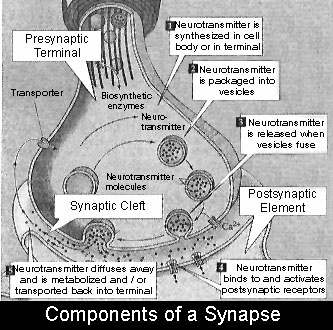 1 Neurotransmitter is
synthesized in cell
body or in terminal
Presynaptic
Terminal
2 Neurotransmitter
is packaged into
vesicles
Transporter
Biosynthetic
enzymes
Neuro-
transmitter
3 Neurotransmitter
is released when
vesicles fuse
Neurotransmitter
molecules
Synaptic Cleft
Postsynaptic
Element
Ca2+
Neurotransmitter diffuses away
and is metabolized and / or
transported back into terminal
4 Neurotransmitter
binds to and activates
postsynaptic receptors
Components of a Synapse